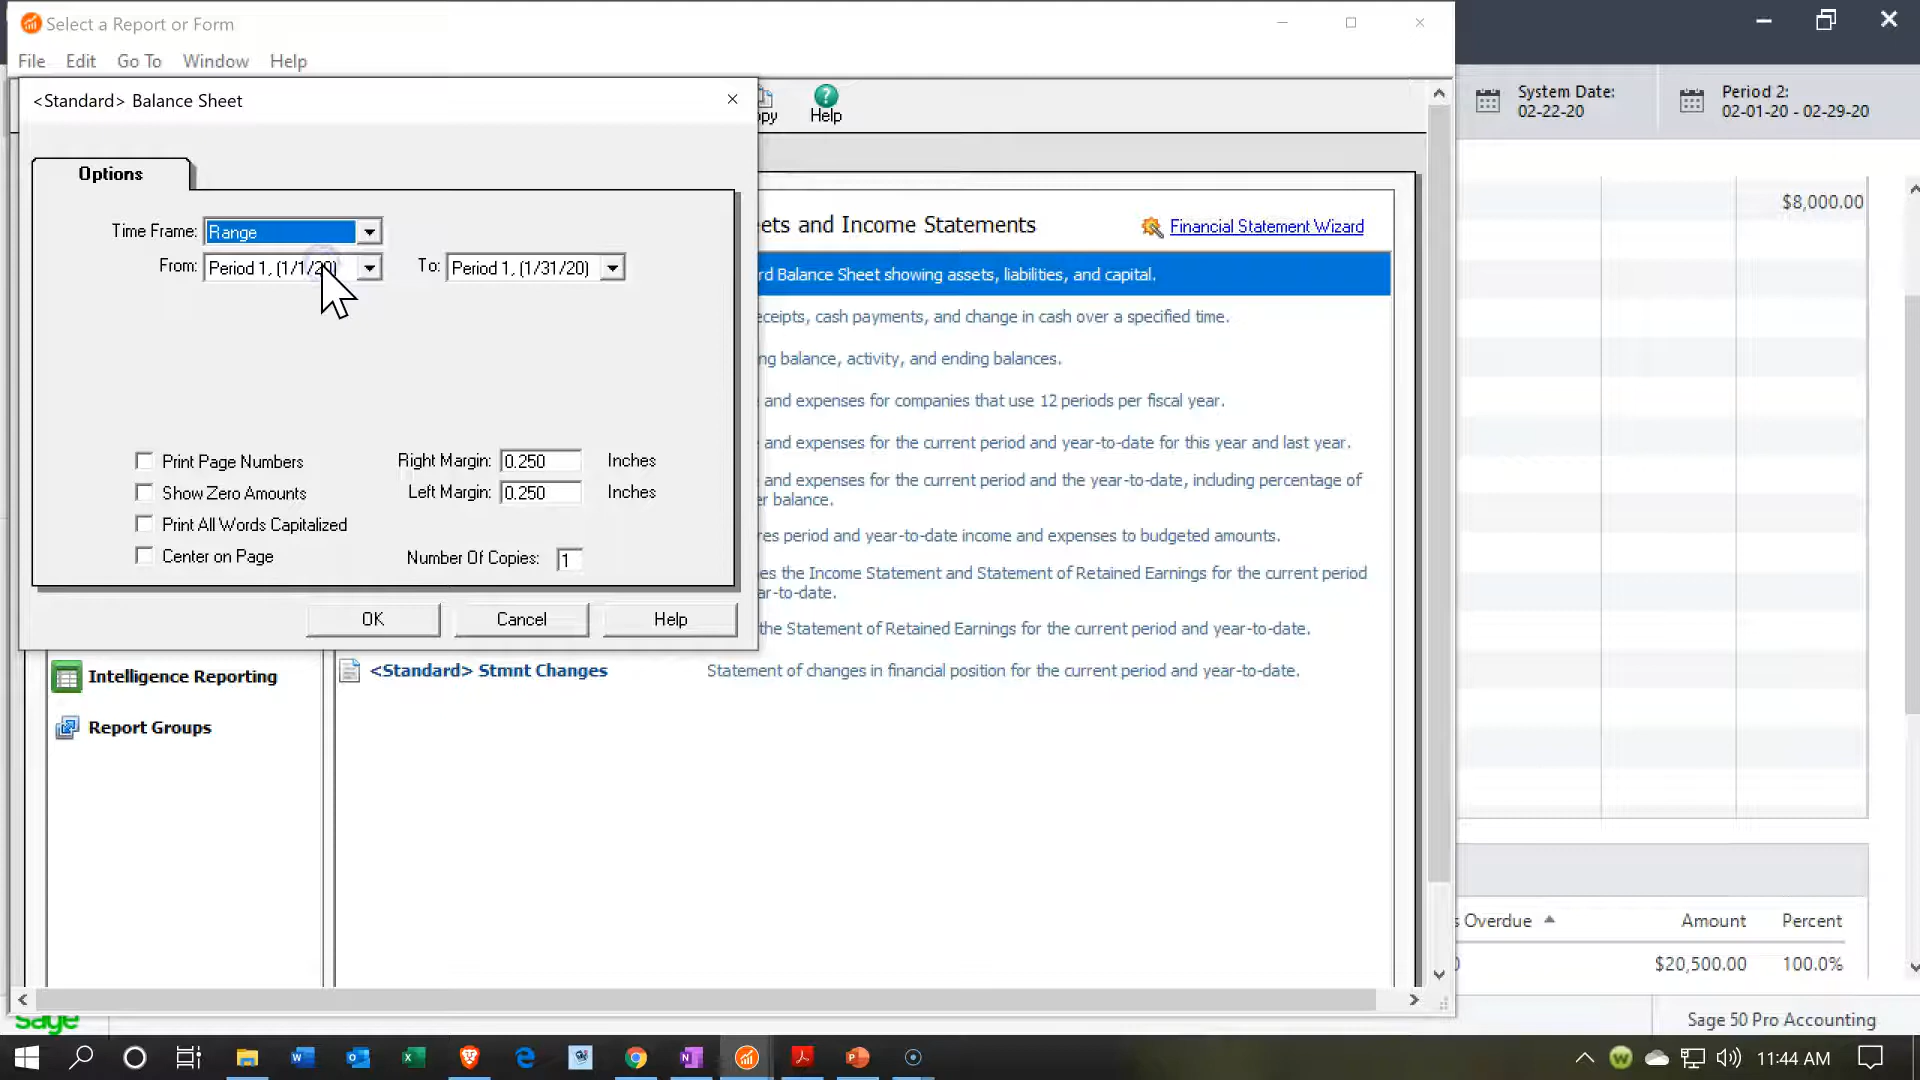 Select a Report or Form
File Edit Go To Window Help
<Standard> Balance Sheet
opy
Help
System Date:
02-22-20
Period 2:
02-01-20 - 02-29-20
Options
Time Frame: Range
From: Period 1, (1/1/20) To: Period 1, (1/31/20)
Print Page Numbers
Show Zero Amounts
Print All Words Capitalized
Center on Page
Right Margin: 0.250 Inches
Left Margin: 0.250 Inches
Number Of Copies: 1
OK Cancel Help
ets and Income Statements
Financial Statement Wizard
rd Balance Sheet showing assets, liabilities, and capital.
eceipts, cash payments, and change in cash over a specified time.
ng balance, activity, and ending balances.
and expenses for companies that use 12 periods per fiscal year.
and expenses for the current period and year-to-date for this year and last year.
and expenses for the current period and the year-to-date, including percentage of
er balance.
res period and year-to-date income and expenses to budgeted amounts.
es the Income Statement and Statement of Retained Earnings for the current period
ar-to-date.
the Statement of Retained Earnings for the current period and year-to-date.
<Standard> Stmnt Changes Statement of changes in financial position for the current period and year-to-date.
Intelligence Reporting
Report Groups
$8,000.00
s Overdue Amount Percent
0 $20,500.00 100.0%
sage
Sage 50 Pro Accounting
11:44 AM